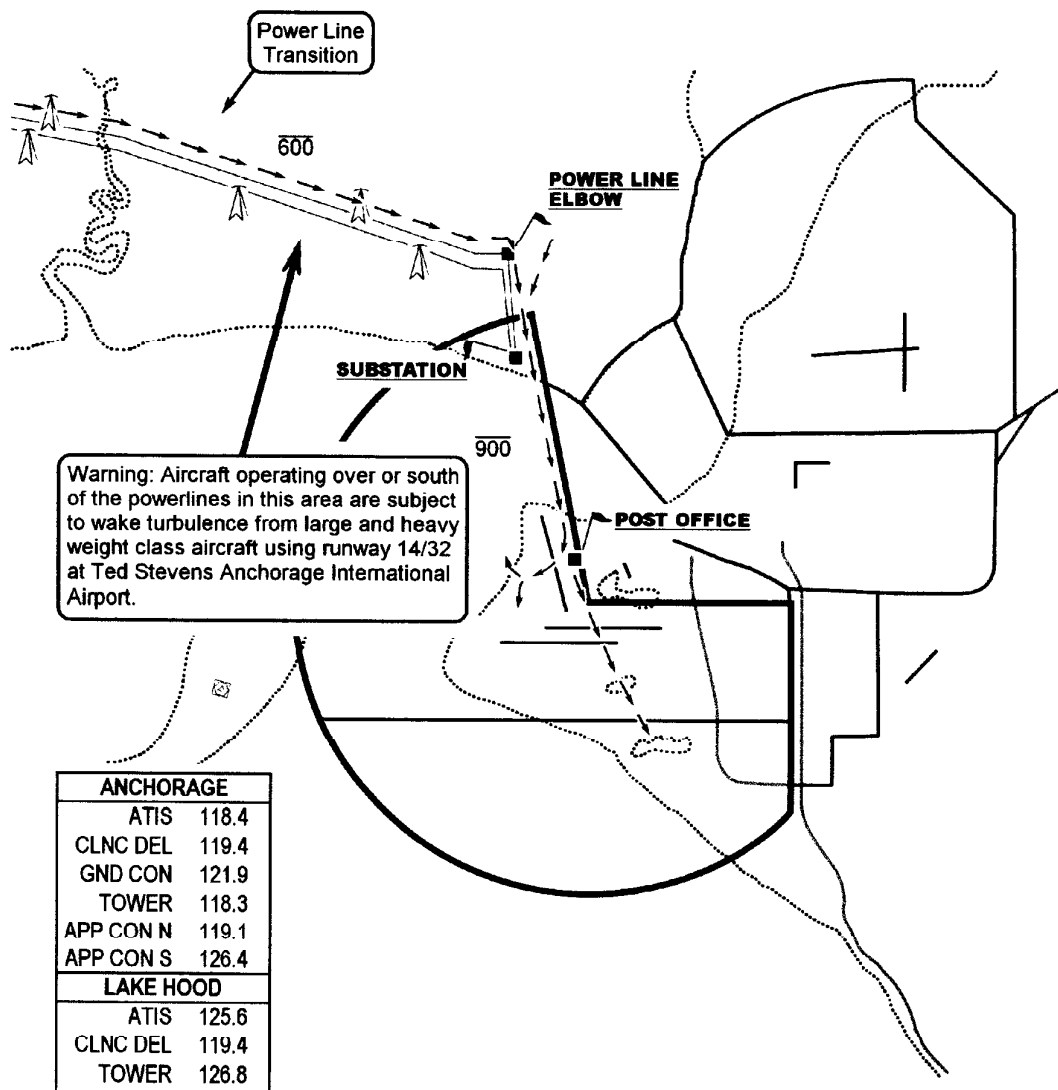 Power Line
Transition
600
POWER LINE
ELBOW
SUBSTATION
900
Warning: Aircraft operating over or south
of the powerlines in this area are subject
to wake turbulence from large and heavy
weight class aircraft using runway 14/32
at Ted Stevens Anchorage International
Airport.
POST OFFICE
ANCHORAGE
ATIS 118.4
CLNC DEL 119.4
GND CON 121.9
TOWER 118.3
APP CON N 119.1
APP CON S 126.4
LAKE HOOD
ATIS 125.6
CLNC DEL 119.4
TOWER 126.8